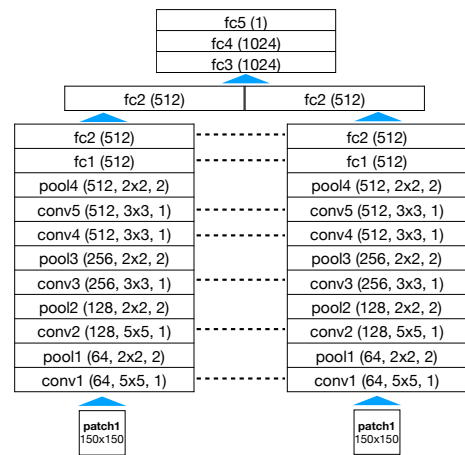 fc5 (1)
fc4 (1024)
fc3 (1024)
fc2 (512) fc2 (512)
fc2 (512) fc2 (512)
fc1 (512) fc1 (512)
pool4 (512, 2x2, 2) pool4 (512, 2x2, 2)
conv5 (512, 3x3, 1) conv5 (512, 3x3, 1)
conv4 (512, 3x3, 1) conv4 (512, 3x3, 1)
pool3 (256, 2x2, 2) pool3 (256, 2x2, 2)
conv3 (256, 3x3, 1) conv3 (256, 3x3, 1)
pool2 (128, 2x2, 2) pool2 (128, 2x2, 2)
conv2 (128, 5x5, 1) conv2 (128, 5x5, 1)
pool1 (64, 2x2, 2) pool1 (64, 2x2, 2)
conv1 (64, 5x5, 1) conv1 (64, 5x5, 1)
patch1 patch1
150x150 150x150